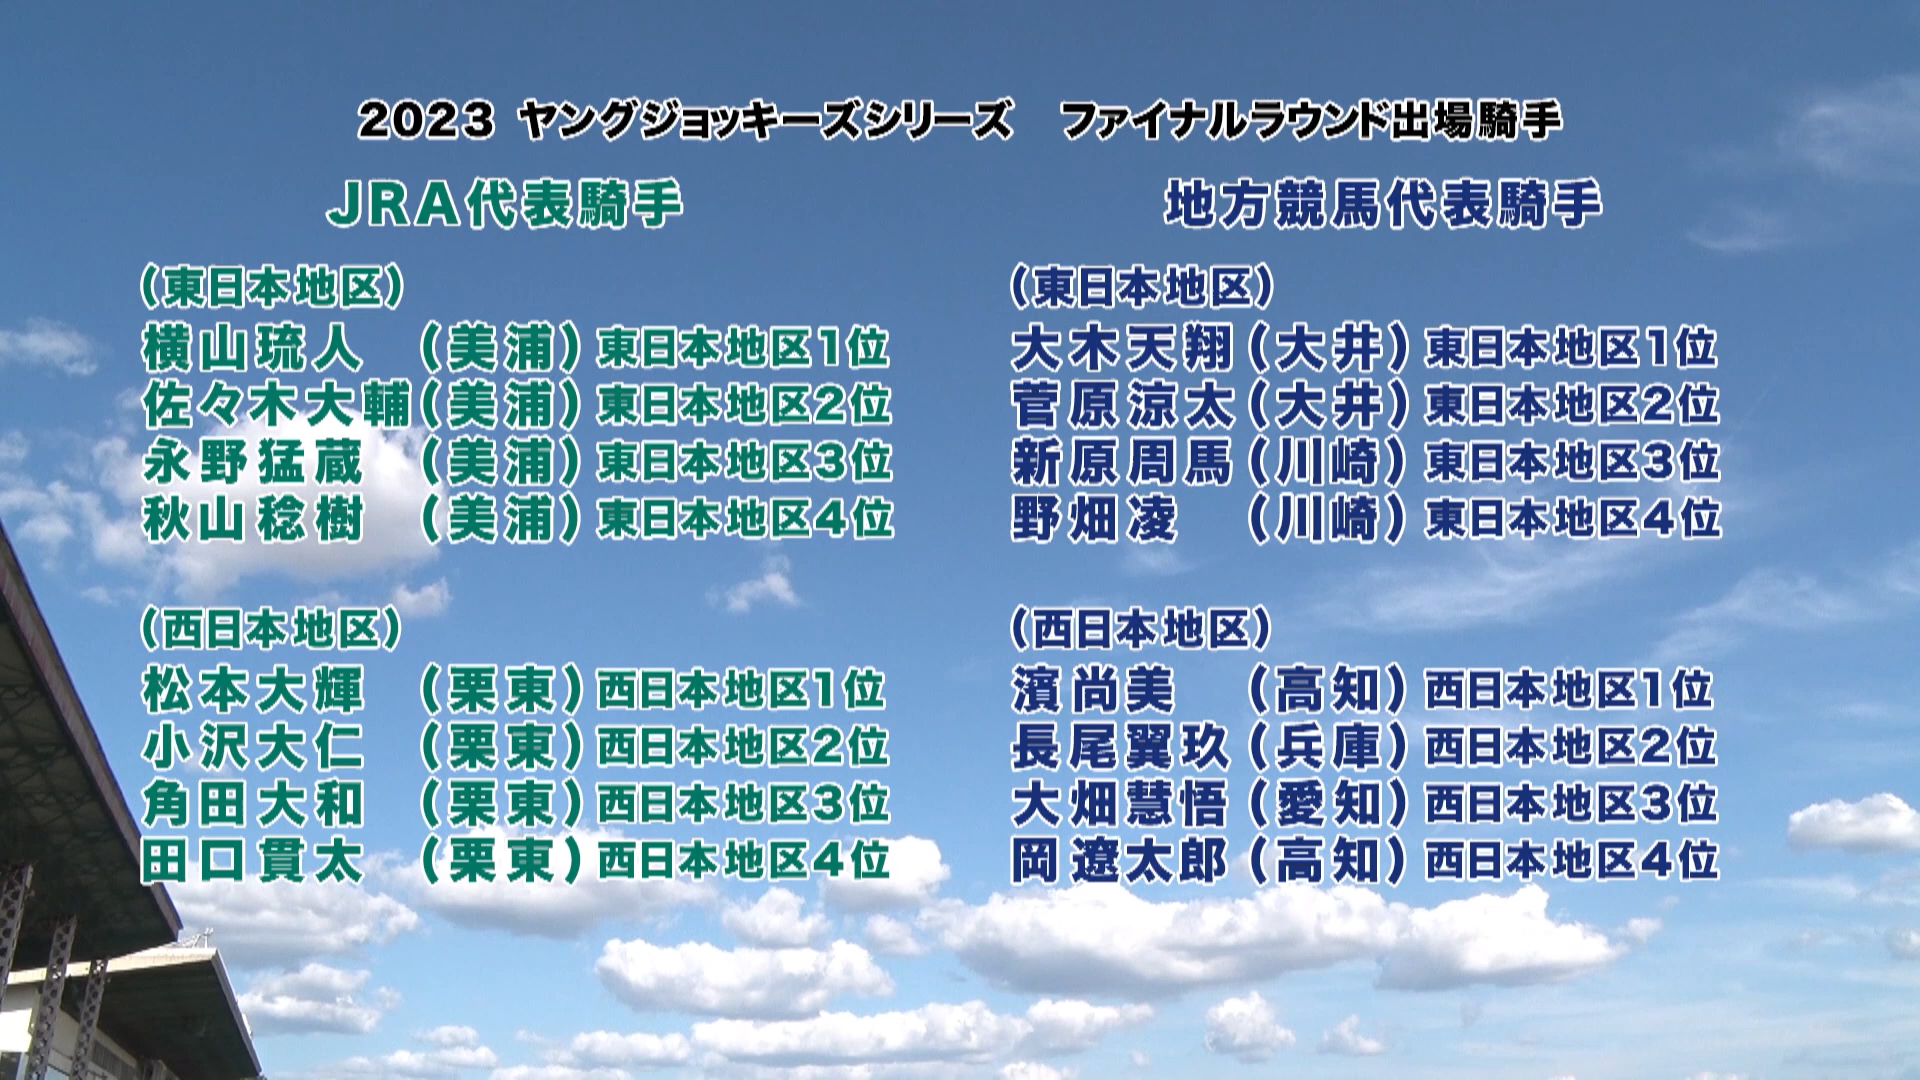 2023 ヤングジョッキーズシリーズ　ファイナルラウンド出場騎手
JRA代表騎手
(東日本地区)
横山琉人　(美浦) 東日本地区1位
佐々木大輔(美浦) 東日本地区2位
永野猛蔵　(美浦) 東日本地区3位
秋山稔樹　(美浦) 東日本地区4位
(西日本地区)
松本大輝　(栗東) 西日本地区1位
小沢大仁　(栗東) 西日本地区2位
角田大和　(栗東) 西日本地区3位
田口貫太　(栗東) 西日本地区4位
地方競馬代表騎手
(東日本地区)
大木天翔(大井) 東日本地区1位
菅原涼太(大井) 東日本地区2位
新原周馬(川崎) 東日本地区3位
野畑凌　(川崎) 東日本地区4位
(西日本地区)
濱尚美　(高知) 西日本地区1位
長尾翼玖(兵庫) 西日本地区2位
大畑慧悟(愛知) 西日本地区3位
岡遼太郎(高知) 西日本地区4位